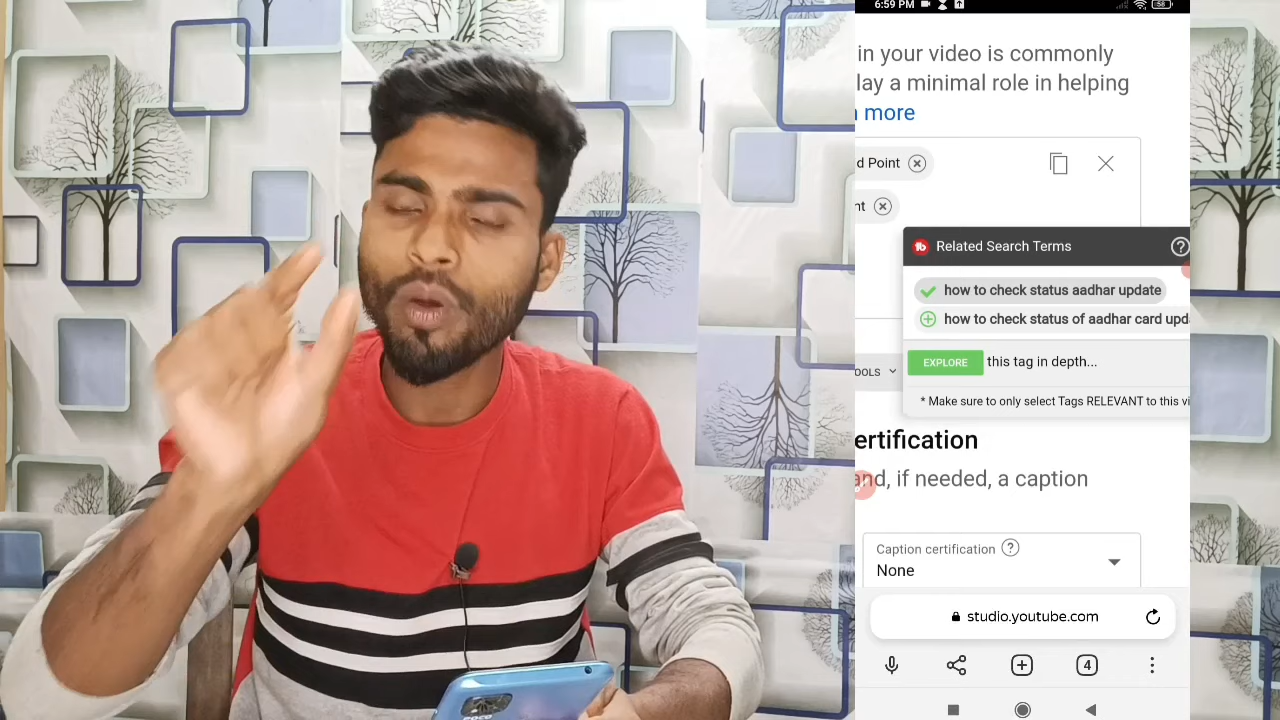 6:59 PM
58
in your video is commonly
lay a minimal role in helping
more
d Point
nt
Related Search Terms
how to check status aadhar update
how to check status of aadhar card upd
EXPLORE this tag in depth...
OOLS
* Make sure to only select Tags RELEVANT to this vi
ertification
and, if needed, a caption
Caption certification
None
studio.youtube.com
4
POCO